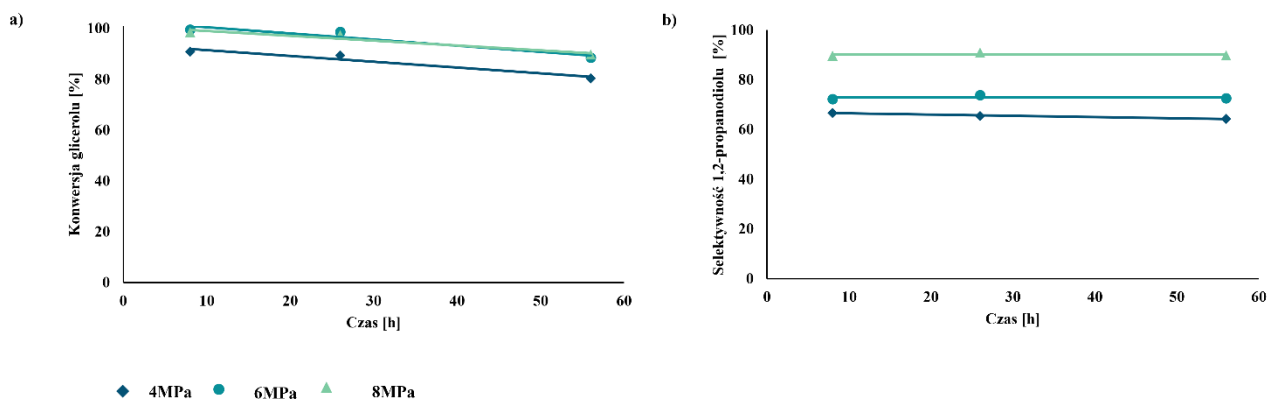 a)
Konwersja glicerolu [%]
100
80
60
40
20
0
0 10 20 30 40 50 60
Czas [h]
b)
Selektywność 1,2-propanodiolu [%]
100
80
60
40
20
0
0 10 20 30 40 50 60
Czas [h]
4MPa 6MPa 8MPa